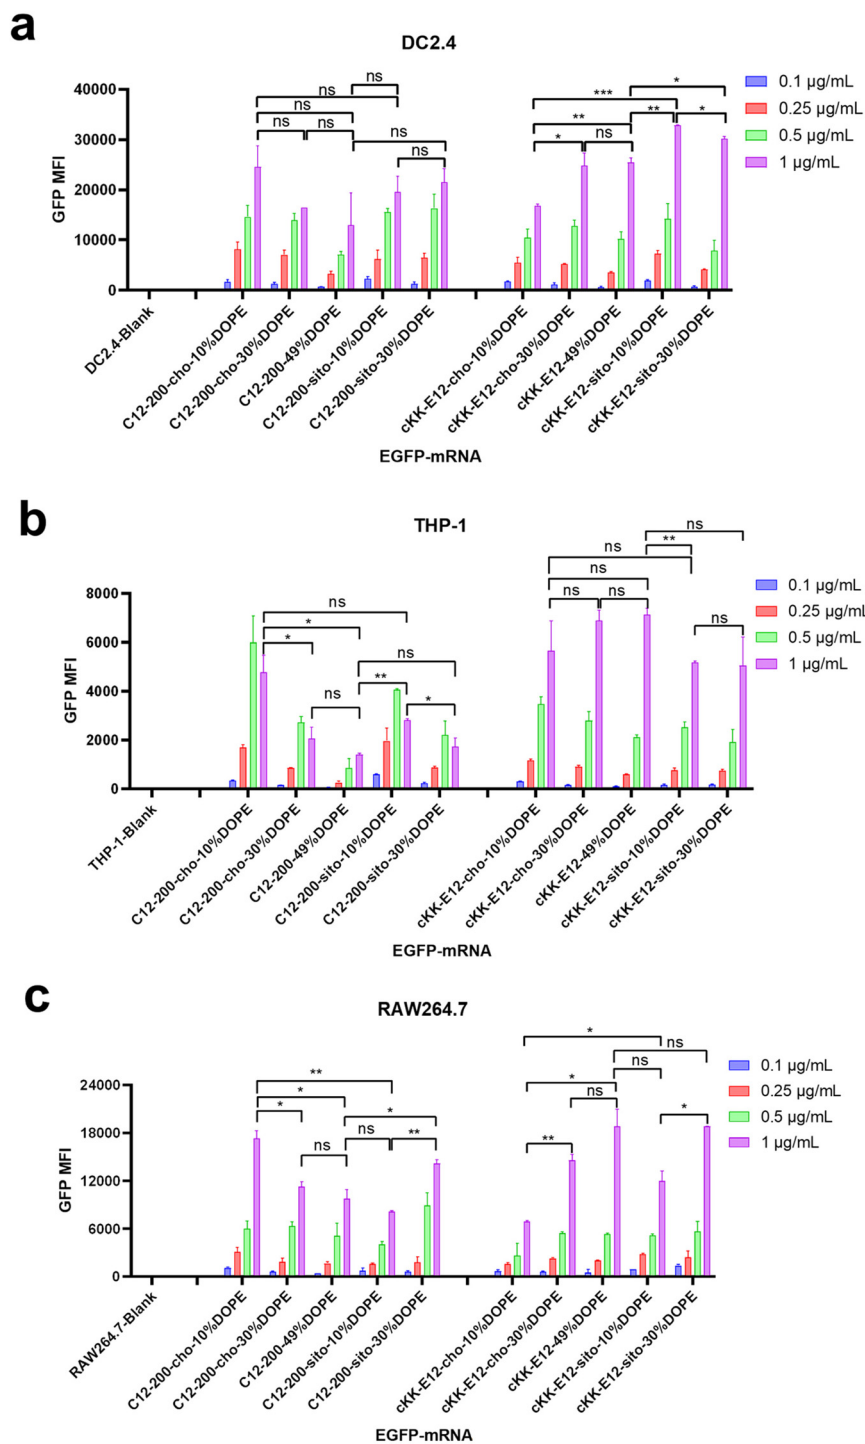 a
DC2.4
ns
ns
ns
ns
ns
ns
ns
***
**
*
ns
*
**
*
0.1 µg/mL
0.25 µg/mL
0.5 µg/mL
1 µg/mL
GFP MFI
40000
30000
20000
10000
0
DC2.4-Blank
C12-200-cho-10%DOPE
C12-200-cho-30%DOPE
C12-200-49%DOPE
C12-200-sito-10%DOPE
C12-200-sito-30%DOPE
cKK-E12-cho-10%DOPE
cKK-E12-cho-30%DOPE
cKK-E12-49%DOPE
cKK-E12-sito-10%DOPE
cKK-E12-sito-30%DOPE
EGFP-mRNA
b
THP-1
ns
*
*
ns
ns
**
*
ns
**
ns
ns
ns
ns
ns
0.1 µg/mL
0.25 µg/ml
0.5 µg/mL
1 µg/mL
GFP MFI
8000
6000
4000
2000
0
THP-1-Blank
C12-200-cho-10%DOPE
C12-200-cho-30%DOPE
C12-200-49%DOPE
C12-200-sito-10%DOPE
C12-200-sito-30%DOPE
cKK-E12-cho-10%DOPE
cKK-E12-cho-30%DOPE
cKK-E12-49%DOPE
cKK-E12-sito-10%DOPE
cKK-E12-sito-30%DOPE
EGFP-mRNA
c
RAW264.7
**
*
*
*
ns
ns
**
*
ns
ns
*
ns
**
*
0.1 µg/mL
0.25 µg/mL
0.5 µg/mL
1 µg/mL
GFP MFI
24000
18000
12000
6000
0
RAW264.7-Blank
C12-200-cho-10%DOPE
C12-200-cho-30%DOPE
C12-200-49%DOPE
C12-200-sito-10%DOPE
C12-200-sito-30%DOPE
cKK-E12-cho-10%DOPE
cKK-E12-cho-30%DOPE
cKK-E12-49%DOPE
cKK-E12-sito-10%DOPE
cKK-E12-sito-30%DOPE
EGFP-mRNA